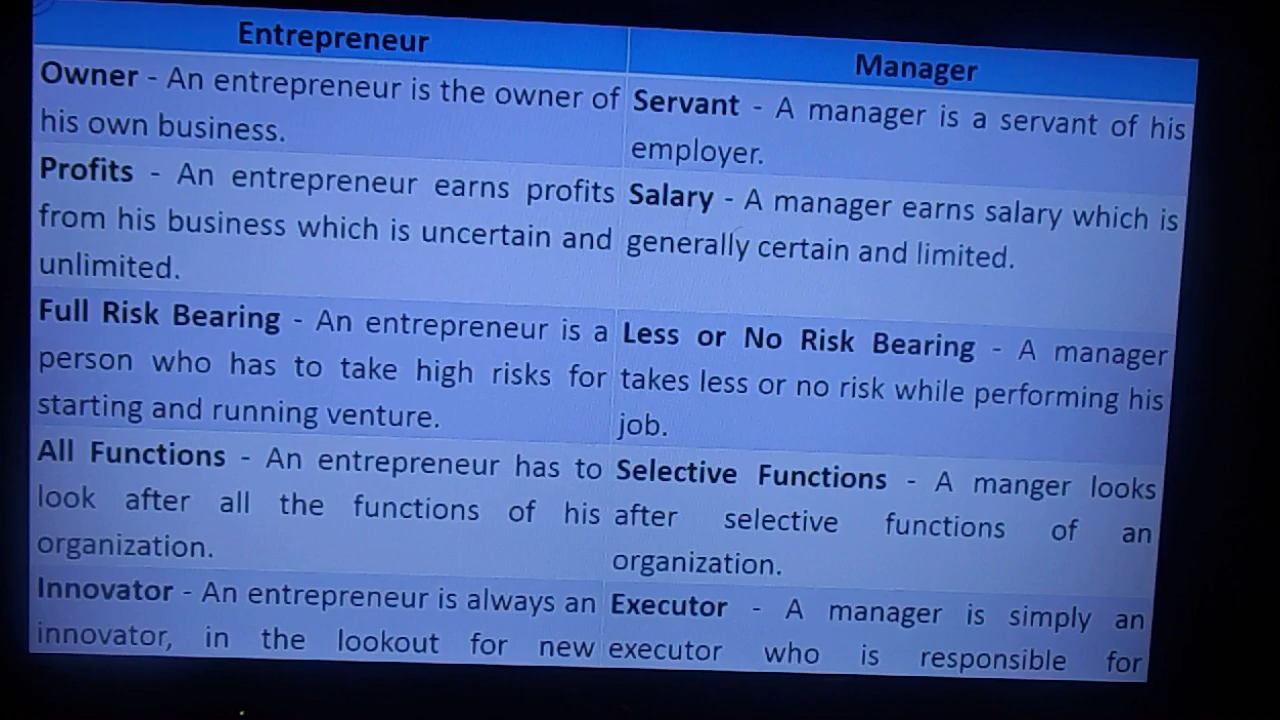 Entrepreneur
Manager
Owner - An entrepreneur is the owner of
his own business.
Servant - A manager is a servant of his
employer.
Profits - An entrepreneur earns profits
from his business which is uncertain and
unlimited.
Salary - A manager earns salary which is
generally certain and limited.
Full Risk Bearing - An entrepreneur is a
person who has to take high risks for
starting and running venture.
Less or No Risk Bearing - A manager
takes less or no risk while performing his
job.
All Functions - An entrepreneur has to
look after all the functions of his
organization.
Selective Functions - A manger looks
after selective functions of an
organization.
Innovator - An entrepreneur is always an
innovator, in the lookout for new
Executor - A manager is simply an
executor who is responsible for